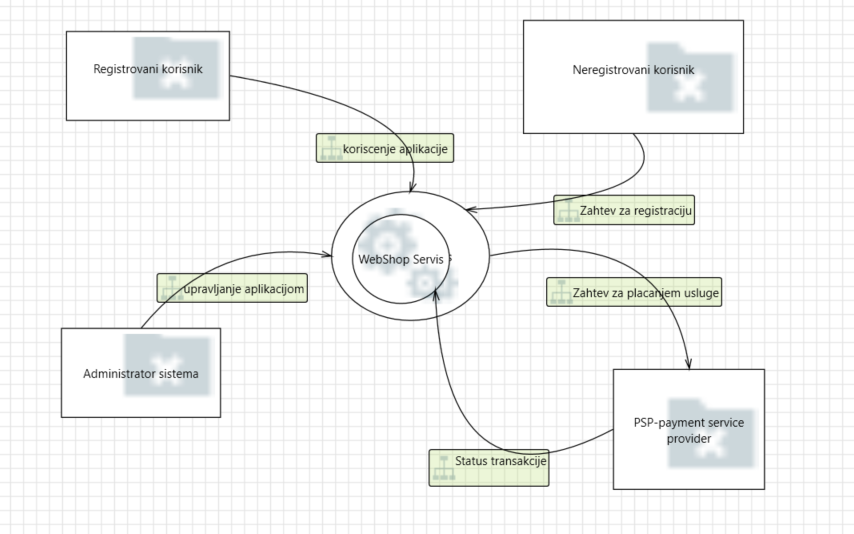 Registrovani korisnik
Neregistrovani korisnik
koriscenje aplikacije
Zahtev za registraciju
WebShop Servis
upravljanje aplikacijom
Zahtev za placanjem usluge
Administrator sistema
PSP-payment service
provider
Status transakcije